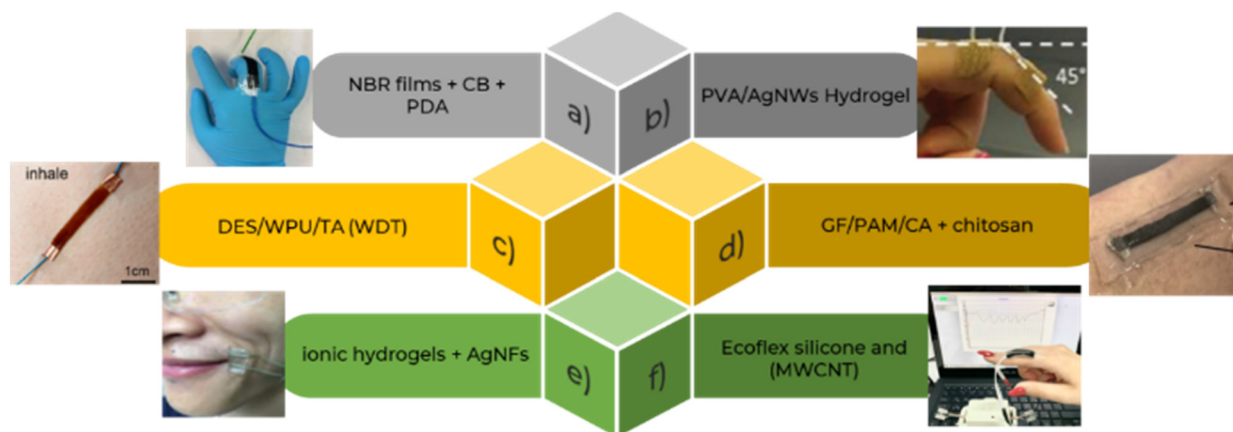 NBR films + CB +
PDA
a)
b)
PVA/AgNWs Hydrogel
45°
inhale
1cm
DES/WPU/TA (WDT)
c)
d)
GF/PAM/CA + chitosan
ionic hydrogels + AgNFs
e)
f)
Ecoflex silicone and
(MWCNT)